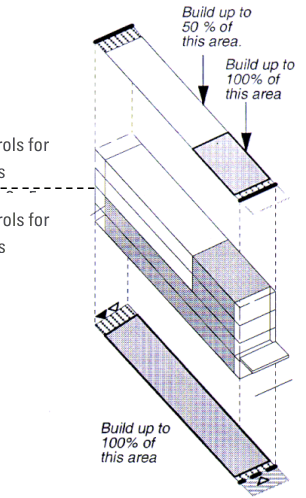 Build up to
50 % of
this area.
Build up to
100% of
this area
rols for
s
rols for
s
Build up to
100% of
this area